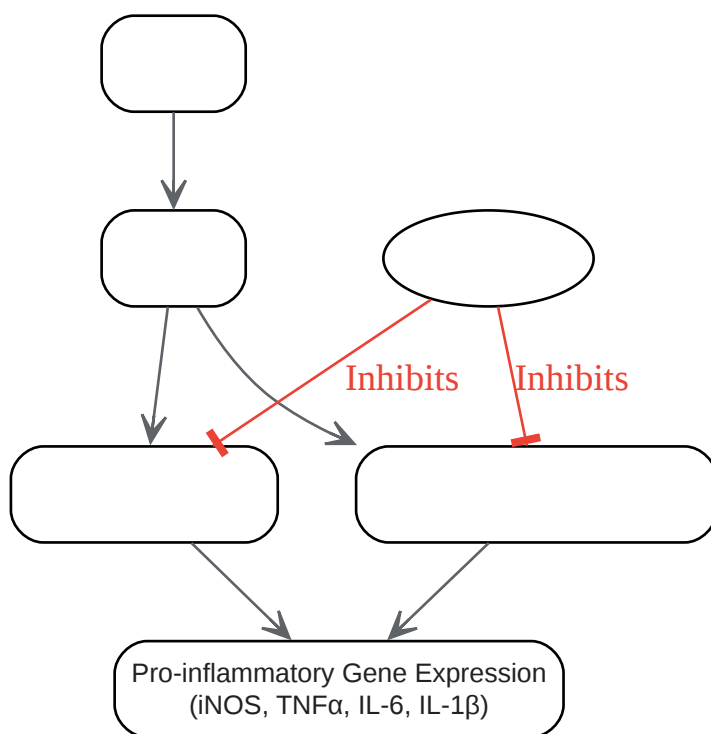 Inhibits
Inhibits
Pro-inflammatory Gene Expression
(iNOS, TNFα, IL-6, IL-1β)